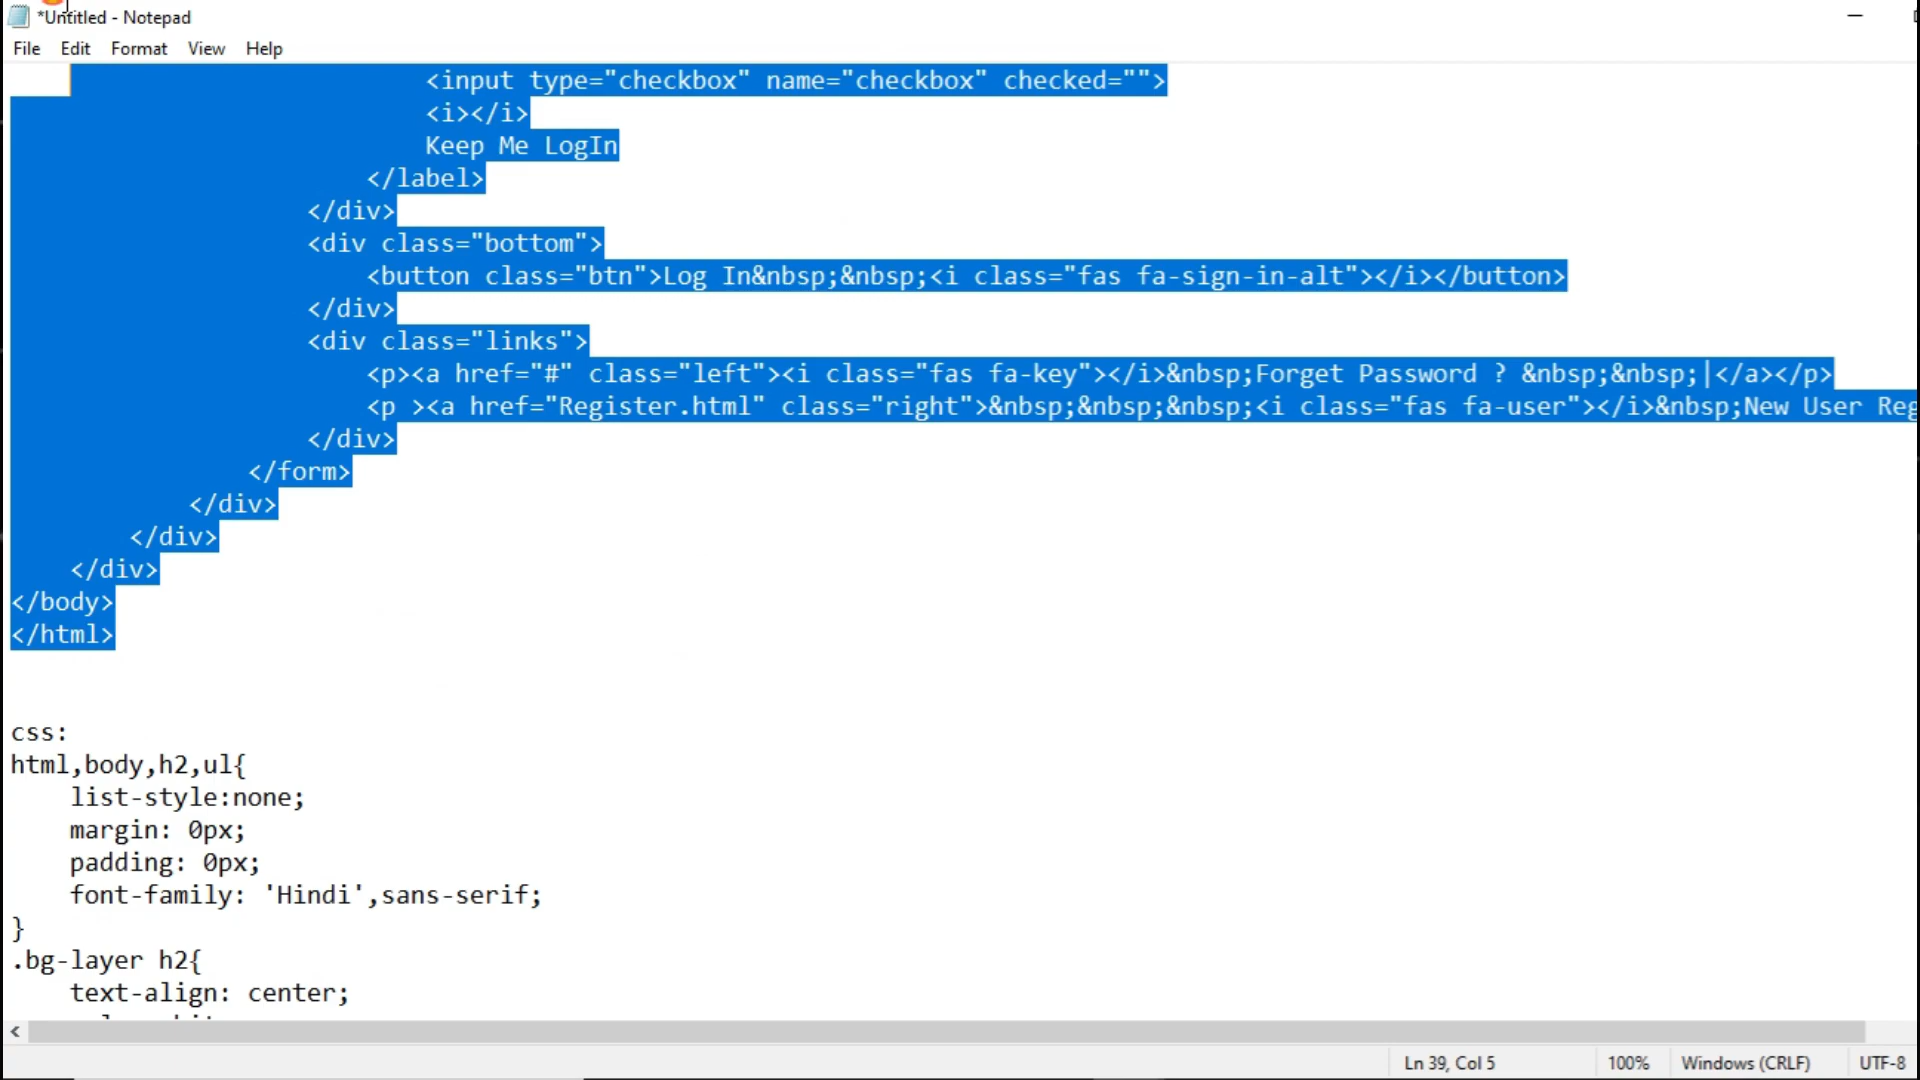 *Untitled - Notepad
File Edit Format View Help
<input type="checkbox" name="checkbox" checked="">
<i></i>
Keep Me LogIn
</label>
</div>
<div class="bottom">
<button class="btn">Log In&nbsp;&nbsp;<i class="fas fa-sign-in-alt"></i></button>
</div>
<div class="links">
<p><a href="#" class="left"><i class="fas fa-key"></i>&nbsp;Forget Password ? &nbsp;&nbsp;|</a></p>
<p ><a href="Register.html" class="right">&nbsp;&nbsp;&nbsp;<i class="fas fa-user"></i>&nbsp;New User Reg
</div>
</form>
</div>
</div>
</div>
</body>
</html>
css:
html,body,h2,ul{
list-style:none;
margin: 0px;
padding: 0px;
font-family: 'Hindi',sans-serif;
}
.bg-layer h2{
text-align: center;
Ln 39, Col 5 100% Windows (CRLF) UTF-8